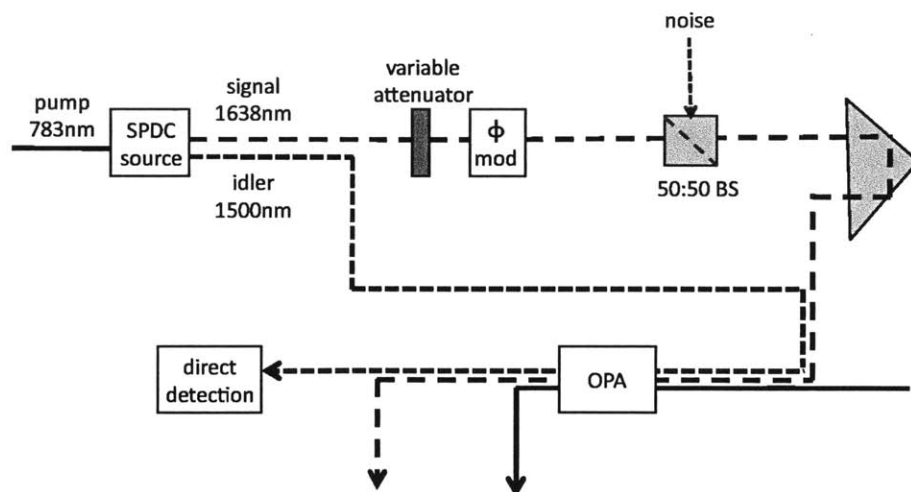 noise
signal
1638nm
variable
attenuator
pump
783nm
SPDC
source
ϕ
mod
idler
1500nm
50:50 BS
direct
detection
OPA